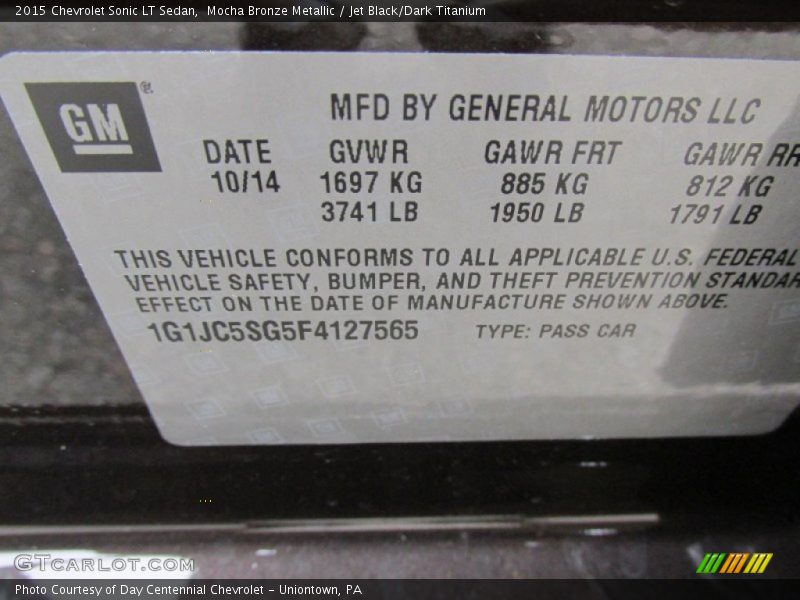 2015 Chevrolet Sonic LT Sedan, Mocha Bronze Metallic / Jet Black/Dark Titanium
GM ®
MFD BY GENERAL MOTORS LLC
DATE GVWR GAWR FRT GAWR RR
10/14 1697 KG 885 KG 812 KG
3741 LB 1950 LB 1791 LB
THIS VEHICLE CONFORMS TO ALL APPLICABLE U.S. FEDERAL
VEHICLE SAFETY, BUMPER, AND THEFT PREVENTION STANDAR
EFFECT ON THE DATE OF MANUFACTURE SHOWN ABOVE.
1G1JC5SG5F4127565 TYPE: PASS CAR
GTcarlot.com
Photo Courtesy of Day Centennial Chevrolet - Uniontown, PA